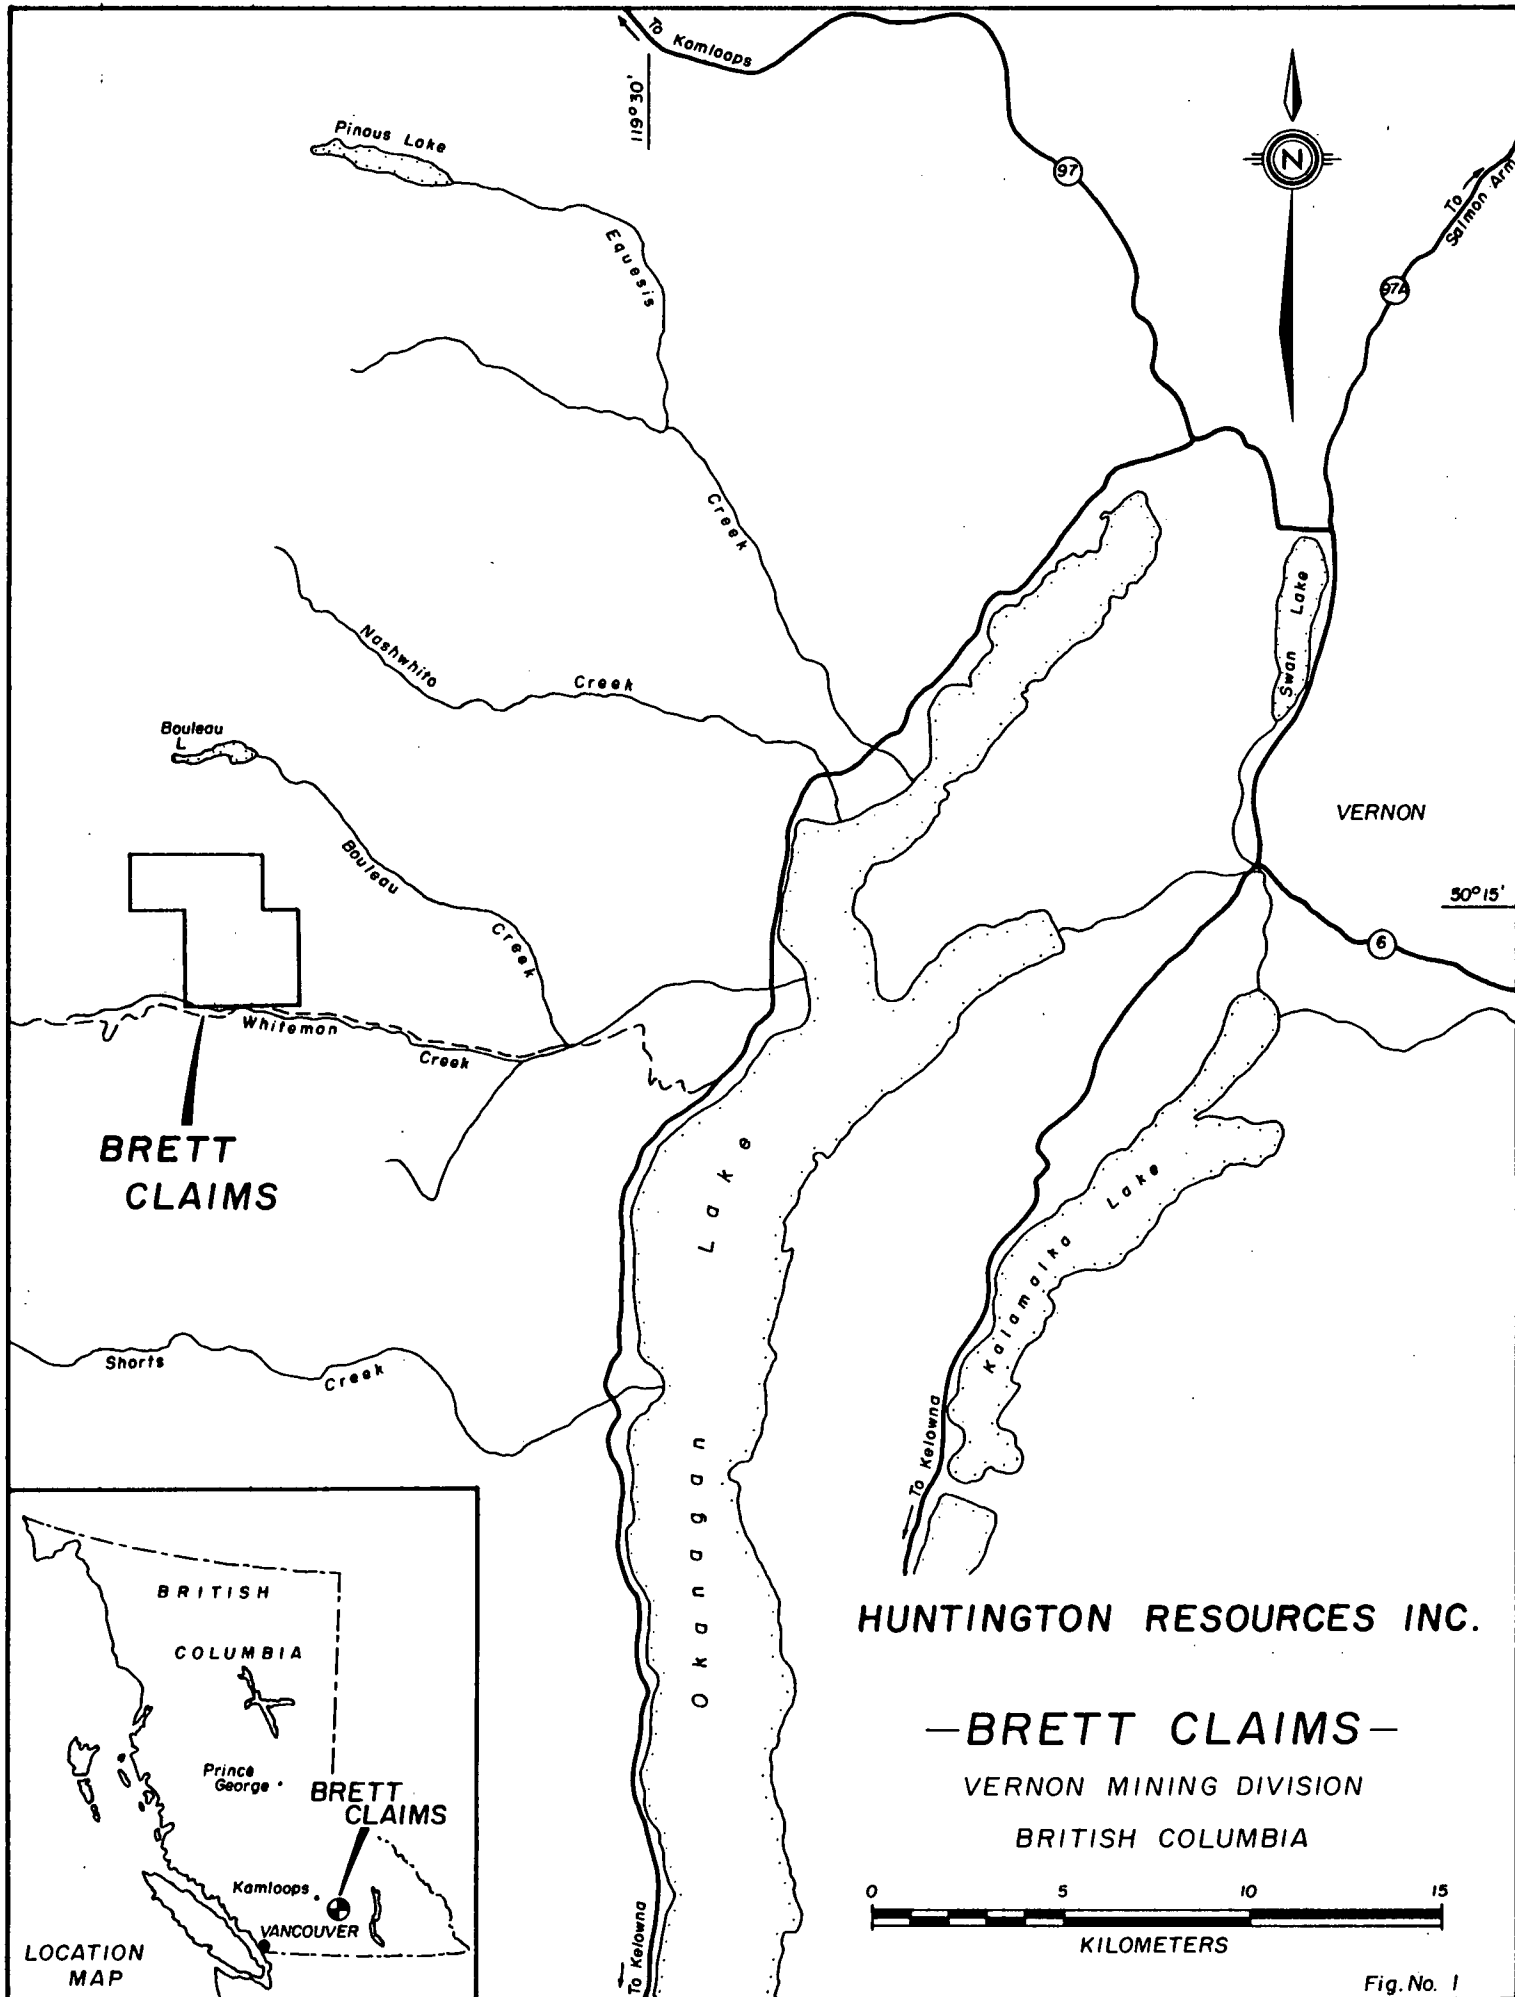 To Kamloops
119° 30'
Pinaus Lake
97
N
To
Salmon Arm
97A
Equesis
Creek
Swan Lake
Nashwhito
Creek
Bouleau
L
VERNON
Bouleau
Creek
50° 15'
6
Whiteman
Creek
BRETT
CLAIMS
Okanagan Lake
Kalamalka Lake
Shorts
Creek
To Kelowna
To Kelowna
BRITISH
COLUMBIA
Prince
George
BRETT
CLAIMS
Kamloops
VANCOUVER
LOCATION
MAP
HUNTINGTON RESOURCES INC.
—BRETT CLAIMS—
VERNON MINING DIVISION
BRITISH COLUMBIA
0 5 10 15
KILOMETERS
Fig. No. 1